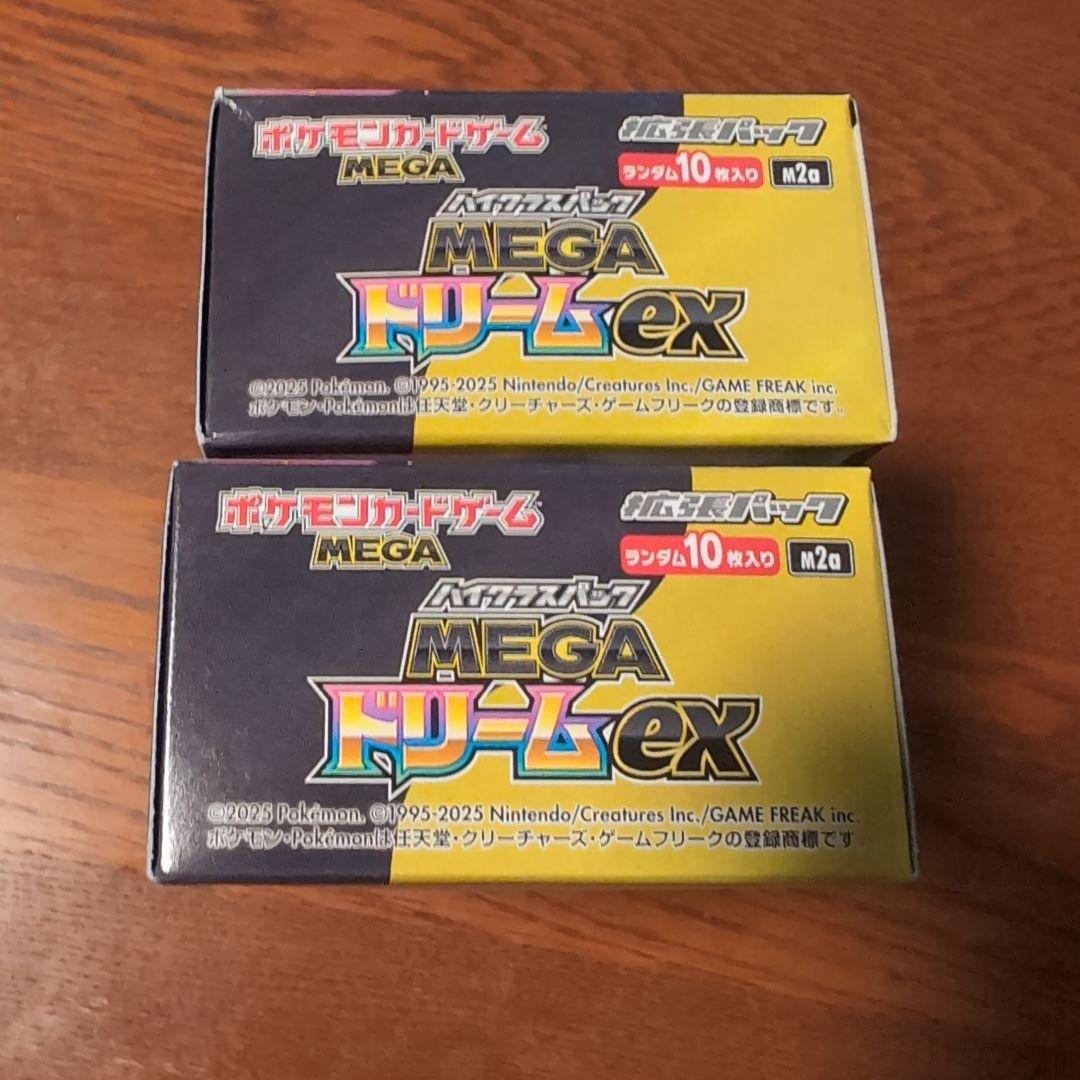 ポケモンカードゲーム™
MEGA
拡張パック
ランダム10枚入り M2a
ハイクラスパック
MEGA
ドリームex
©2025 Pokémon. ©1995-2025 Nintendo/Creatures Inc./GAME FREAK inc.
ポケモン・Pokémonは任天堂・クリーチャーズ・ゲームフリークの登録商標です。
ポケモンカードゲーム™
MEGA
拡張パック
ランダム10枚入り M2a
ハイクラスパック
MEGA
ドリームex
©2025 Pokémon. ©1995-2025 Nintendo/Creatures Inc./GAME FREAK inc.
ポケモン・Pokémonは任天堂・クリーチャーズ・ゲームフリークの登録商標です。